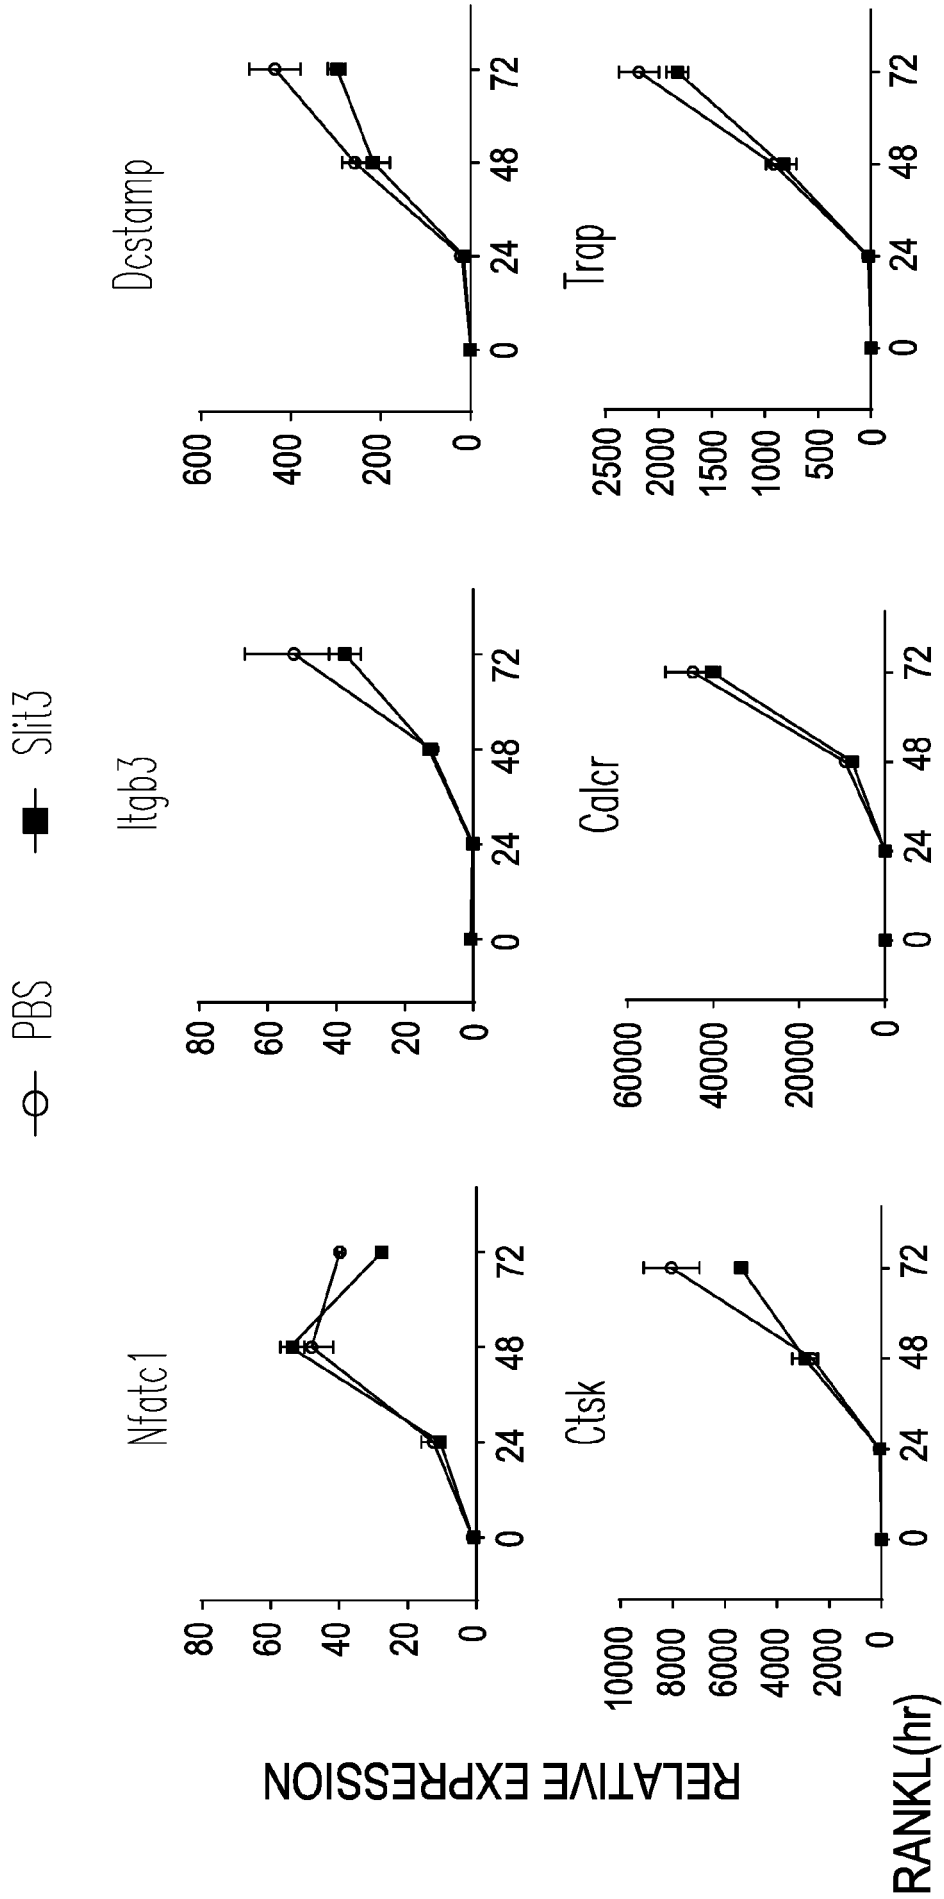 PBS Slit3
RELATIVE EXPRESSION
Nfatc1
80
60
40
20
0
0 24 48 72
Itgb3
80
60
40
20
0
0 24 48 72
Dcstamp
600
400
200
0
0 24 48 72
Ctsk
10000
8000
6000
4000
2000
0
0 24 48 72
Calcr
60000
40000
20000
0
0 24 48 72
Trap
2500
2000
1500
1000
500
0
0 24 48 72
RANKL(hr)